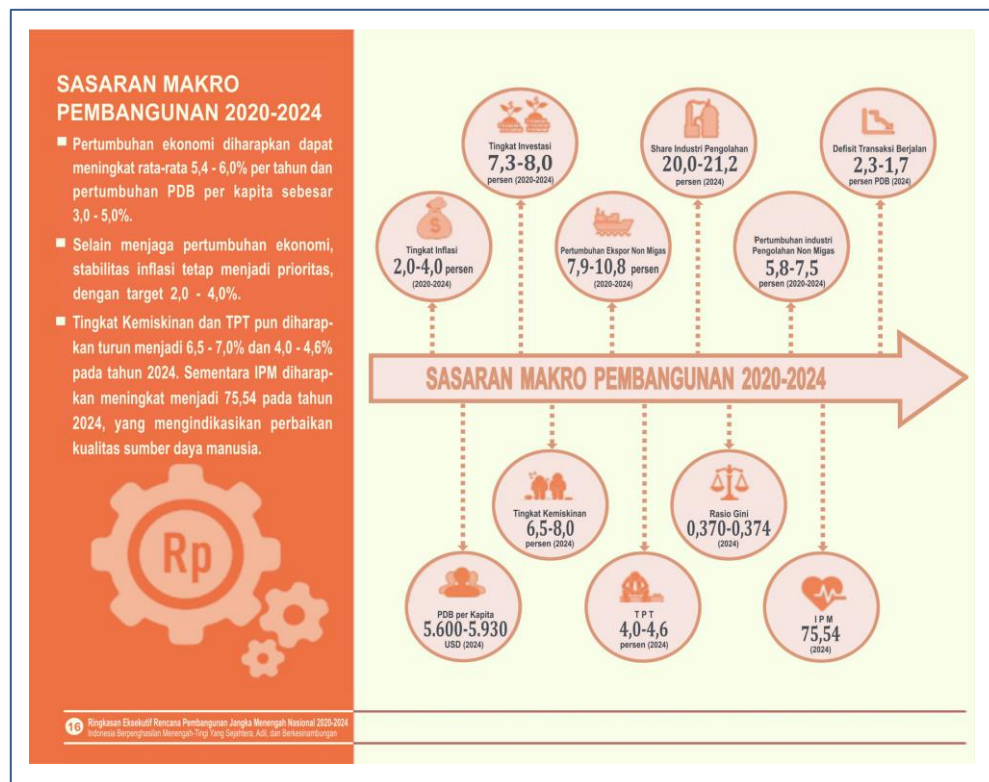 SASARAN MAKRO
PEMBANGUNAN 2020-2024
Pertumbuhan ekonomi diharapkan dapat
meningkat rata-rata 5,4 - 6,0% per tahun dan
pertumbuhan PDB per kapita sebesar
3,0 - 5,0%.
Selain menjaga pertumbuhan ekonomi,
stabilitas inflasi tetap menjadi prioritas,
dengan target 2,0 - 4,0%.
Tingkat Kemiskinan dan TPT pun diharap-
kan turun menjadi 6,5 - 7,0% dan 4,0 - 4,6%
pada tahun 2024. Sementara IPM diharap-
kan meningkat menjadi 75,54 pada tahun
2024, yang mengindikasikan perbaikan
kualitas sumber daya manusia.
Rp
16
Ringkasan Eksekutif Rencana Pembangunan Jangka Menengah Nasional 2020-2024
Indonesia Berpenghasilan Menengah-Tinggi Yang Sejahtera, Adil, dan Berkesinambungan
Tingkat Investasi
7,3-8,0
persen (2020-2024)
Share Industri Pengolahan
20,0-21,2
persen (2024)
Defisit Transaksi Berjalan
2,3-1,7
persen PDB (2024)
$
Tingkat Inflasi
2,0-4,0 persen
(2020-2024)
Pertumbuhan Ekspor Non Migas
7,9-10,8 persen
(2020-2024)
Pertumbuhan industri
Pengolahan Non Migas
5,8-7,5
persen (2020-2024)
SASARAN MAKRO PEMBANGUNAN 2020-2024
Tingkat Kemiskinan
6,5-8,0
persen (2024)
Rasio Gini
0,370-0,374
(2024)
PDB per Kapita
5.600-5.930
USD (2024)
T P T
4,0-4,6
persen (2024)
I P M
75,54
(2024)